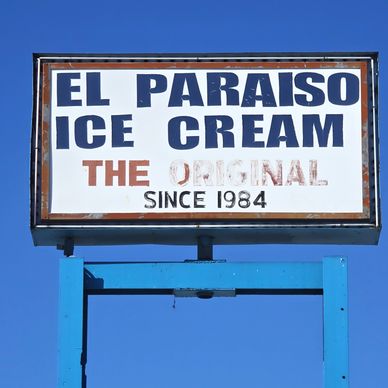 EL PARAISO
ICE CREAM
THE ORIGINAL
SINCE 1984